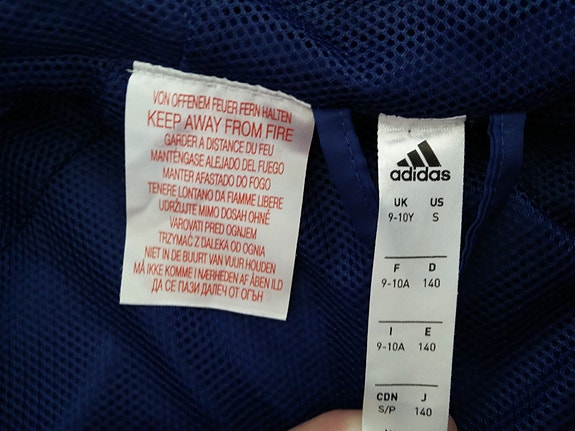 VON OFFENEM FEUER FERN HALTEN
KEEP AWAY FROM FIRE
GARDER A DISTANCE DU FEU
MANTÉNGASE ALEJADO DEL FUEGO
MANTER AFASTADO DO FOGO
TENERE LONTANO DA FIAMME LIBERE
UDRŽUJTE MIMO DOSAH OHNĚ
VAROVATI PRED OGNJEM
TRZYMAĆ Z DALEKA OD OGNIA
NIET IN DE BUURT VAN VUUR HOUDEN
MÅ IKKE KOMME I NÆRHEDEN AF ÅBEN ILD
ДА СЕ ПАЗИ ДАЛЕЧ ОТ ОГЪН
adidas
UK US
9-10Y S
F D
9-10A 140
I E
9-10A 140
CDN J
S/P 140